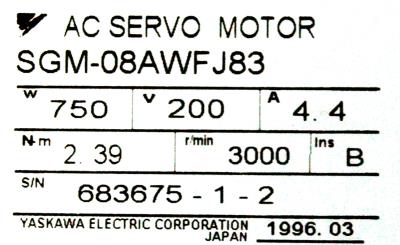 AC SERVO MOTOR
SGM-08AWFJ83
W 750 V 200 A 4.4
N·m 2.39 r/min 3000 Ins B
S/N 683675-1-2
YASKAWA ELECTRIC CORPORATION 1996.03
JAPAN